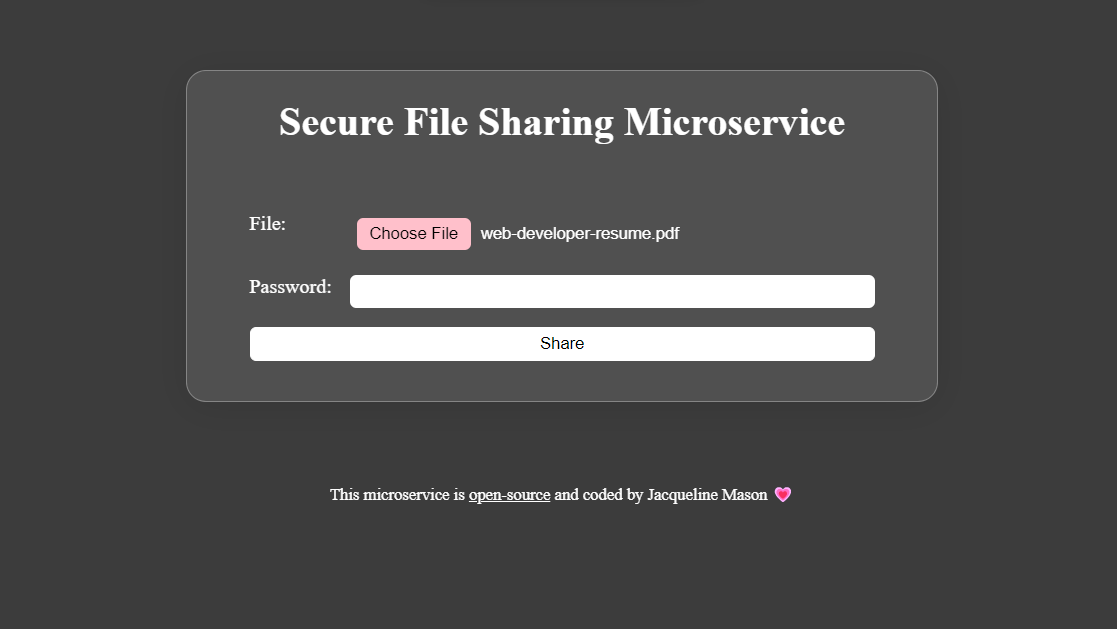 Secure File Sharing Microservice
File: Choose File web-developer-resume.pdf
Password:
Share
This microservice is open-source and coded by Jacqueline Mason 💗